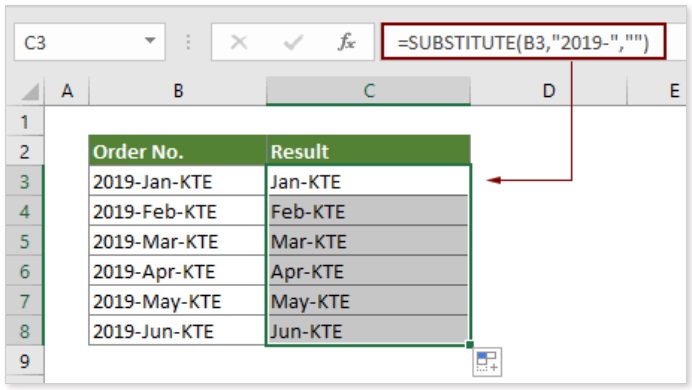 C3 fx =SUBSTITUTE(B3,"2019-","")
A B C D E
1
2 Order No. Result
3 2019-Jan-KTE Jan-KTE
4 2019-Feb-KTE Feb-KTE
5 2019-Mar-KTE Mar-KTE
6 2019-Apr-KTE Apr-KTE
7 2019-May-KTE May-KTE
8 2019-Jun-KTE Jun-KTE
9